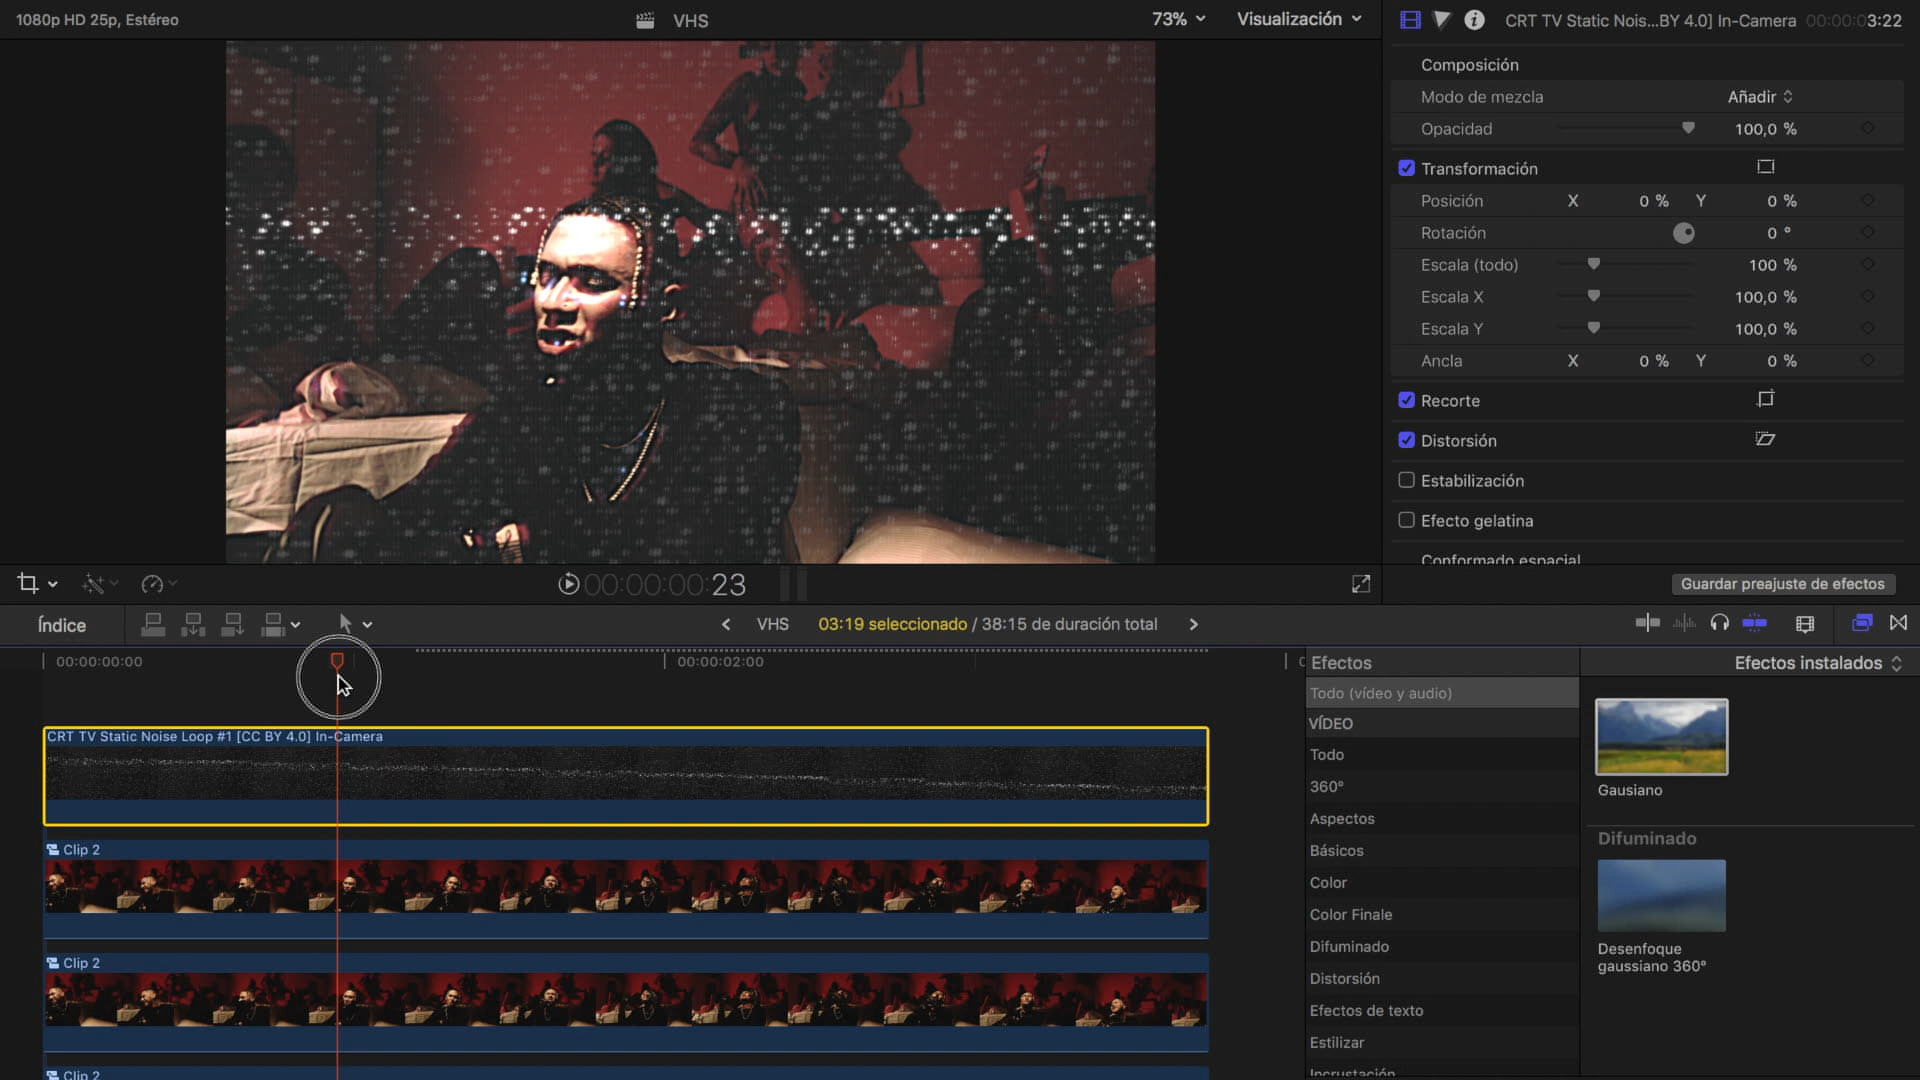 1080p HD 25p, Estéreo
VHS
73%
Visualización
CRT TV Static Nois...BY 4.0] In-Camera
00:00:03:22
Composición
Modo de mezcla
Añadir
Opacidad
100,0 %
Transformación
Posición X 0 % Y 0 %
Rotación 0 °
Escala (todo) 100 %
Escala X 100,0 %
Escala Y 100,0 %
Ancla X 0 % Y 0 %
Recorte
Distorsión
Estabilización
Efecto gelatina
Conformado espacial
00:00:00:23
Guardar preajuste de efectos
Índice
VHS
03:19 seleccionado / 38:15 de duración total
00:00:00:00
00:00:02:00
Efectos
Efectos instalados
CRT TV Static Noise Loop #1 [CC BY 4.0] In-Camera
Clip 2
Clip 2
Clip 2
Todo (vídeo y audio)
VÍDEO
Todo
360°
Aspectos
Básicos
Color
Color Finale
Difuminado
Distorsión
Efectos de texto
Estilizar
Incrustación
Gausiano
Difuminado
Desenfoque
gaussiano 360°